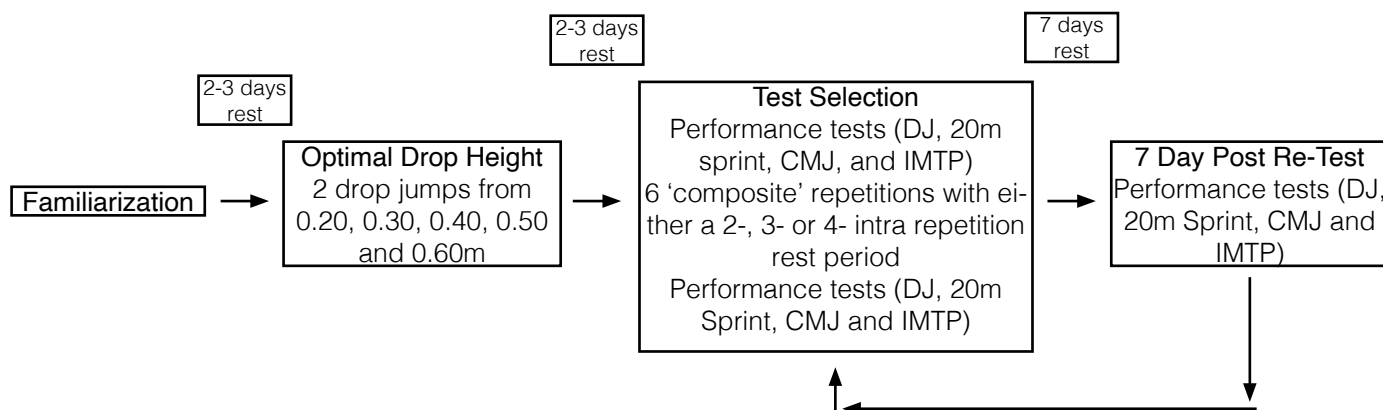 2-3 days
rest
2-3 days
rest
7 days
rest
Familiarization
Optimal Drop Height
2 drop jumps from
0.20, 0.30, 0.40, 0.50
and 0.60m
Test Selection
Performance tests (DJ, 20m
sprint, CMJ, and IMTP)
6 ‘composite’ repetitions with ei-
ther a 2-, 3- or 4- intra repetition
rest period
Performance tests (DJ, 20m
Sprint, CMJ and IMTP)
7 Day Post Re-Test
Performance tests (DJ,
20m Sprint, CMJ and
IMTP)